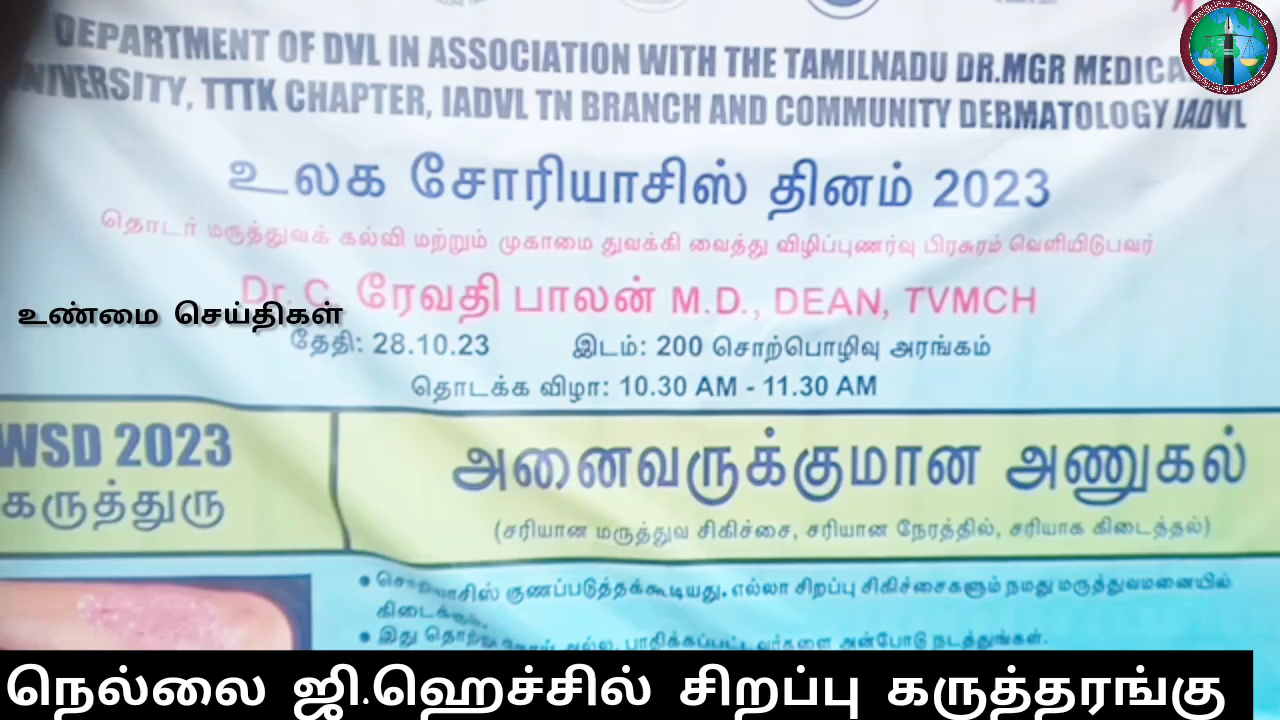 DEPARTMENT OF DVL IN ASSOCIATION WITH THE TAMILNADU DR.MGR MEDICA
NIVERSITY, TTTK CHAPTER, IADVL TN BRANCH AND COMMUNITY DERMATOLOGY IADVL
உலக சோரியாசிஸ் தினம் 2023
தொடர் மருத்துவக் கல்வி மற்றும் முகாமை துவக்கி வைத்து விழிப்புணர்வு பிரசுரம் வெளியிடுபவர்
Dr. C. ரேவதி பாலன் M.D., DEAN, TVMCH
உண்மை செய்திகள்
தேதி: 28.10.23 இடம்: 200 சொற்பொழிவு அரங்கம்
தொடக்க விழா: 10.30 AM - 11.30 AM
WSD 2023
கருத்துரு
அனைவருக்குமான அணுகல்
(சரியான மருத்துவ சிகிச்சை, சரியான நேரத்தில், சரியாக கிடைத்தல்)
குணப்படுத்தக்கூடியது. எல்லா சிறப்பு சிகிச்சைகளும் நமது மருத்துவமனையில்
• இது அல்ல, பாதிக்கப்பட்டவர்களை அன்போடு நடத்துங்கள்.
நெல்லை ஜி.ஹெச்சில் சிறப்பு கருத்தரங்கு